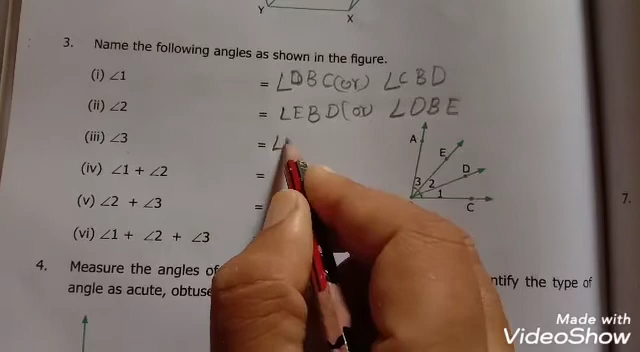 Y X
3. Name the following angles as shown in the figure.
(i) ∠1 = ∠DBC(or) ∠CBD
(ii) ∠2 = ∠EBD(or) ∠DBE
(iii) ∠3 = ∠
(iv) ∠1 + ∠2 =
(v) ∠2 + ∠3 =
(vi) ∠1 + ∠2 + ∠3
A
E
D
3 2 1
C
7.
4. Measure the angles of ntify the type of
angle as acute, obtuse
Made with
VideoShow